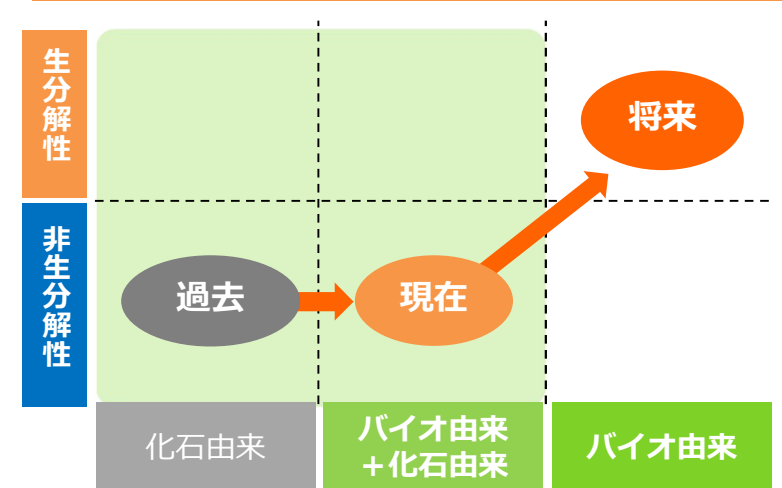 生分解性
将来
非生分解性
過去
現在
化石由来
バイオ由来
＋化石由来
バイオ由来